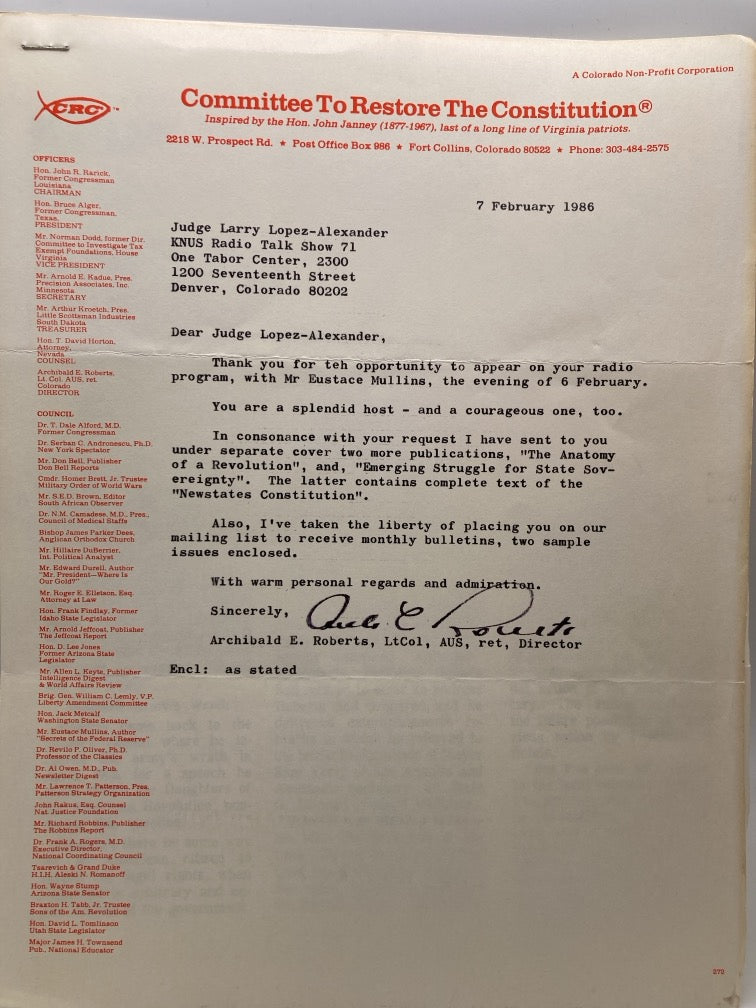 A Colorado Non-Profit Corporation
CRC™
Committee To Restore The Constitution®
Inspired by the Hon. John Janney (1877-1967), last of a long line of Virginia patriots.
2218 W. Prospect Rd. ★ Post Office Box 986 ★ Fort Collins, Colorado 80522 ★ Phone: 303-484-2575
OFFICERS
Hon. John R. Rarick,
Former Congressman
Louisiana
CHAIRMAN
Hon. Bruce Alger,
Former Congressman,
Texas,
PRESIDENT
Mr. Norman Dodd, former Dir.
Committee to Investigate Tax
Exempt Foundations, House
Virginia
VICE PRESIDENT
Mr. Arnold E. Kadue, Pres.
Precision Associates, Inc.
Minnesota
SECRETARY
Mr. Arthur Kroetch, Pres.
Little Scotsman Industries
South Dakota
TREASURER
Hon. T. David Horton,
Attorney,
Nevada
COUNSEL
Archibald E. Roberts,
Lt. Col. AUS, ret.
Colorado
DIRECTOR
COUNCIL
Dr. T. Dale Alford, M.D.
Former Congressman
Dr. Serban C. Andronescu, Ph.D.
New York Spectator
Mr. Don Bell, Publisher
Don Bell Reports
Cmdr. Homer Brett, Jr. Trustee
Military Order of World Wars
Mr. S.E.D. Brown, Editor
South African Observer
Dr. N.M. Camadese, M.D., Pres.,
Council of Medical Staffs
Bishop James Parker Dees,
Anglican Orthodox Church
Mr. Hillaire DuBerrier,
Int. Political Analyst
Mr. Edward Durell, Author
"Mr. President—Where Is
Our Gold?"
Mr. Roger E. Elletson, Esq.
Attorney at Law
Hon. Frank Findlay, Former
Idaho State Legislator
Mr. Arnold Jeffcoat, Publisher
The Jeffcoat Report
Hon. D. Lee Jones
Former Arizona State
Legislator
Mr. Allen L. Keyte, Publisher
Intelligence Digest
& World Affairs Review
Brig. Gen. William C. Lemly, V.P.
Liberty Amendment Committee
Hon. Jack Metcalf
Washington State Senator
Mr. Eustace Mullins, Author
"Secrets of the Federal Reserve"
Dr. Revilo P. Oliver, Ph.D.
Professor of the Classics
Dr. Al Owen, M.D., Pub.
Newsletter Digest
Mr. Lawrence T. Patterson, Pres.
Patterson Strategy Organization
John Rakus, Esq. Counsel
Nat. Justice Foundation
Mr. Richard Robbins, Publisher
The Robbins Report
Dr. Frank A. Rogers, M.D.
Executive Director,
National Coordinating Council
Tsarevich & Grand Duke
H.I.H. Aleski N. Romanoff
Hon. Wayne Stump
Arizona State Senator
Braxton H. Tabb, Jr. Trustee
Sons of the Am. Revolution
Hon. David L. Tomlinson
Utah State Legislator
Major James H. Townsend
Pub., National Educator
7 February 1986
Judge Larry Lopez-Alexander
KNUS Radio Talk Show 71
One Tabor Center, 2300
1200 Seventeenth Street
Denver, Colorado 80202
Dear Judge Lopez-Alexander,
Thank you for teh opportunity to appear on your radio
program, with Mr Eustace Mullins, the evening of 6 February.
You are a splendid host - and a courageous one, too.
In consonance with your request I have sent to you
under separate cover two more publications, "The Anatomy
of a Revolution", and, "Emerging Struggle for State Sov-
ereignty". The latter contains complete text of the
"Newstates Constitution".
Also, I've taken the liberty of placing you on our
mailing list to receive monthly bulletins, two sample
issues enclosed.
With warm personal regards and admiration.
Sincerely,
Archibald E. Roberts, LtCol, AUS, ret, Director
Encl: as stated
272